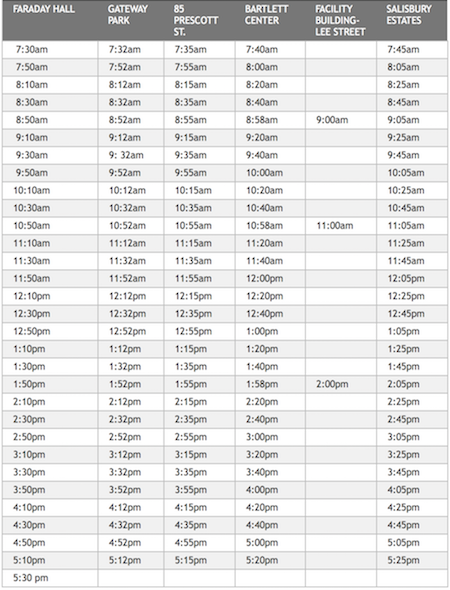 FARADAY HALL GATEWAY PARK 85 PRESCOTT ST. BARTLETT CENTER FACILITY BUILDING- LEE STREET SALISBURY ESTATES
7:30am 7:32am 7:35am 7:40am 7:45am
7:50am 7:52am 7:55am 8:00am 8:05am
8:10am 8:12am 8:15am 8:20am 8:25am
8:30am 8:32am 8:35am 8:40am 8:45am
8:50am 8:52am 8:55am 8:58am 9:00am 9:05am
9:10am 9:12am 9:15am 9:20am 9:25am
9:30am 9: 32am 9:35am 9:40am 9:45am
9:50am 9:52am 9:55am 10:00am 10:05am
10:10am 10:12am 10:15am 10:20am 10:25am
10:30am 10:32am 10:35am 10:40am 10:45am
10:50am 10:52am 10:55am 10:58am 11:00am 11:05am
11:10am 11:12am 11:15am 11:20am 11:25am
11:30am 11:32am 11:35am 11:40am 11:45am
11:50am 11:52am 11:55am 12:00pm 12:05pm
12:10pm 12:12pm 12:15pm 12:20pm 12:25pm
12:30pm 12:32pm 12:35pm 12:40pm 12:45pm
12:50pm 12:52pm 12:55pm 1:00pm 1:05pm
1:10pm 1:12pm 1:15pm 1:20pm 1:25pm
1:30pm 1:32pm 1:35pm 1:40pm 1:45pm
1:50pm 1:52pm 1:55pm 1:58pm 2:00pm 2:05pm
2:10pm 2:12pm 2:15pm 2:20pm 2:25pm
2:30pm 2:32pm 2:35pm 2:40pm 2:45pm
2:50pm 2:52pm 2:55pm 3:00pm 3:05pm
3:10pm 3:12pm 3:15pm 3:20pm 3:25pm
3:30pm 3:32pm 3:35pm 3:40pm 3:45pm
3:50pm 3:52pm 3:55pm 4:00pm 4:05pm
4:10pm 4:12pm 4:15pm 4:20pm 4:25pm
4:30pm 4:32pm 4:35pm 4:40pm 4:45pm
4:50pm 4:52pm 4:55pm 5:00pm 5:05pm
5:10pm 5:12pm 5:15pm 5:20pm 5:25pm
5:30 pm